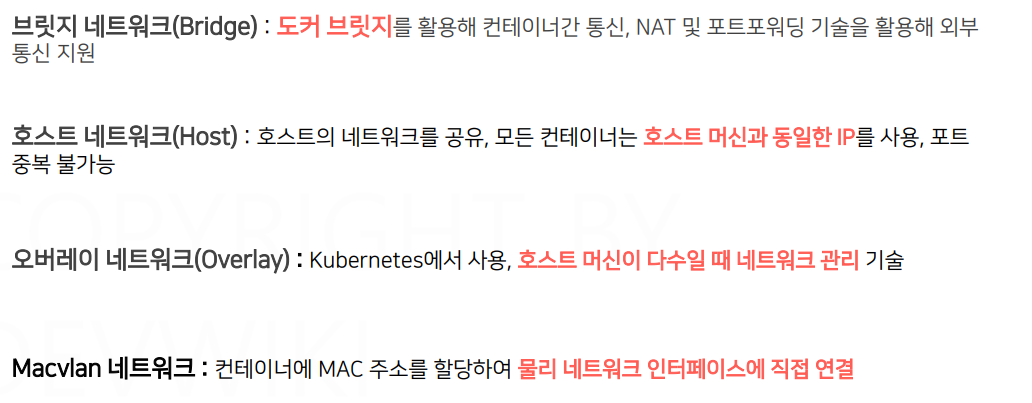 브릿지 네트워크(Bridge) : 도커 브릿지를 활용해 컨테이너간 통신, NAT 및 포트포워딩 기술을 활용해 외부
통신 지원
호스트 네트워크(Host) : 호스트의 네트워크를 공유, 모든 컨테이너는 호스트 머신과 동일한 IP를 사용, 포트
중복 불가능
COPYRIGHT BY
오버레이 네트워크(Overlay) : Kubernetes에서 사용, 호스트 머신이 다수일 때 네트워크 관리 기술
DEVWIKI
Macvlan 네트워크 : 컨테이너에 MAC 주소를 할당하여 물리 네트워크 인터페이스에 직접 연결